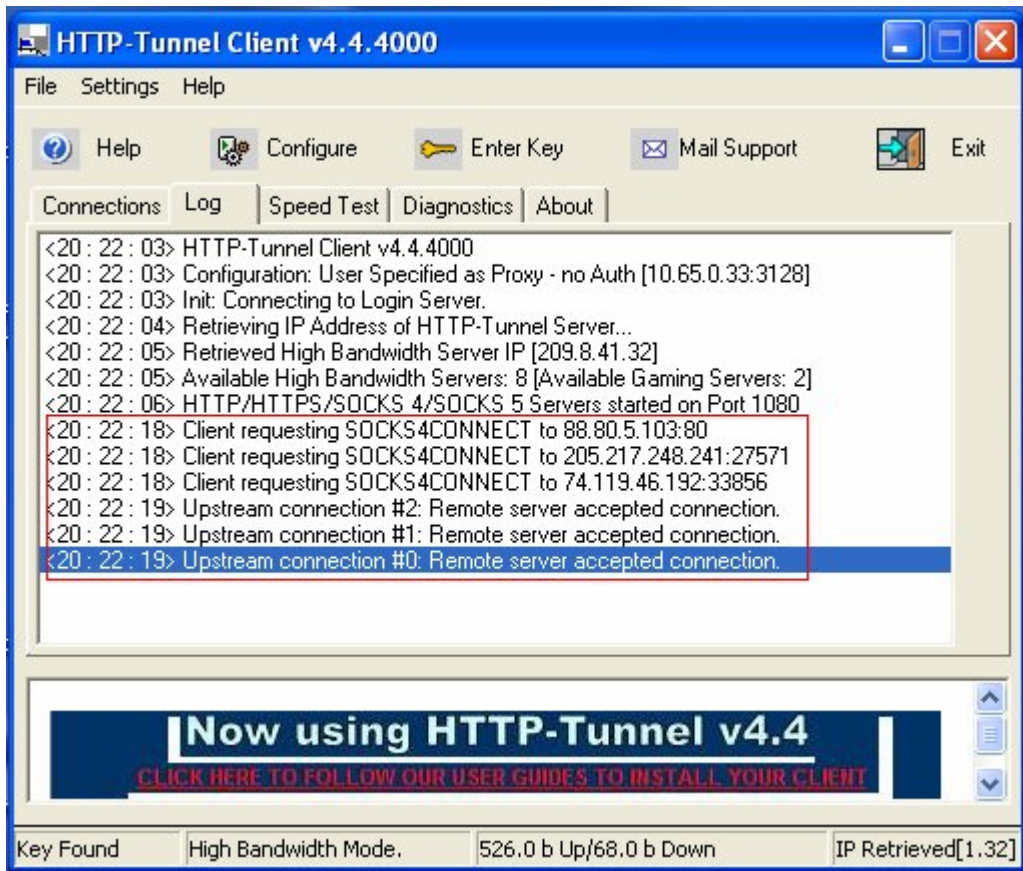 HTTP-Tunnel Client v4.4.4000
File Settings Help
Help Configure Enter Key Mail Support Exit
Connections Log Speed Test Diagnostics About
<20 : 22 : 03> HTTP-Tunnel Client v4.4.4000
<20 : 22 : 03> Configuration: User Specified as Proxy - no Auth [10.65.0.33:3128]
<20 : 22 : 03> Init: Connecting to Login Server.
<20 : 22 : 04> Retrieving IP Address of HTTP-Tunnel Server...
<20 : 22 : 05> Retrieved High Bandwidth Server IP [209.8.41.32]
<20 : 22 : 05> Available High Bandwidth Servers: 8 [Available Gaming Servers: 2]
<20 : 22 : 06> HTTP/HTTPS/SOCKS 4/SOCKS 5 Servers started on Port 1080
<20 : 22 : 18> Client requesting SOCKS4CONNECT to 88.80.5.103:80
<20 : 22 : 18> Client requesting SOCKS4CONNECT to 205.217.248.241:27571
<20 : 22 : 18> Client requesting SOCKS4CONNECT to 74.119.46.192:33856
<20 : 22 : 19> Upstream connection #2: Remote server accepted connection.
<20 : 22 : 19> Upstream connection #1: Remote server accepted connection.
<20 : 22 : 19> Upstream connection #0: Remote server accepted connection.
Now using HTTP-Tunnel v4.4
CLICK HERE TO FOLLOW OUR USER GUIDES TO INSTALL YOUR CLIENT
Key Found High Bandwidth Mode. 526.0 b Up/68.0 b Down IP Retrieved[1.32]